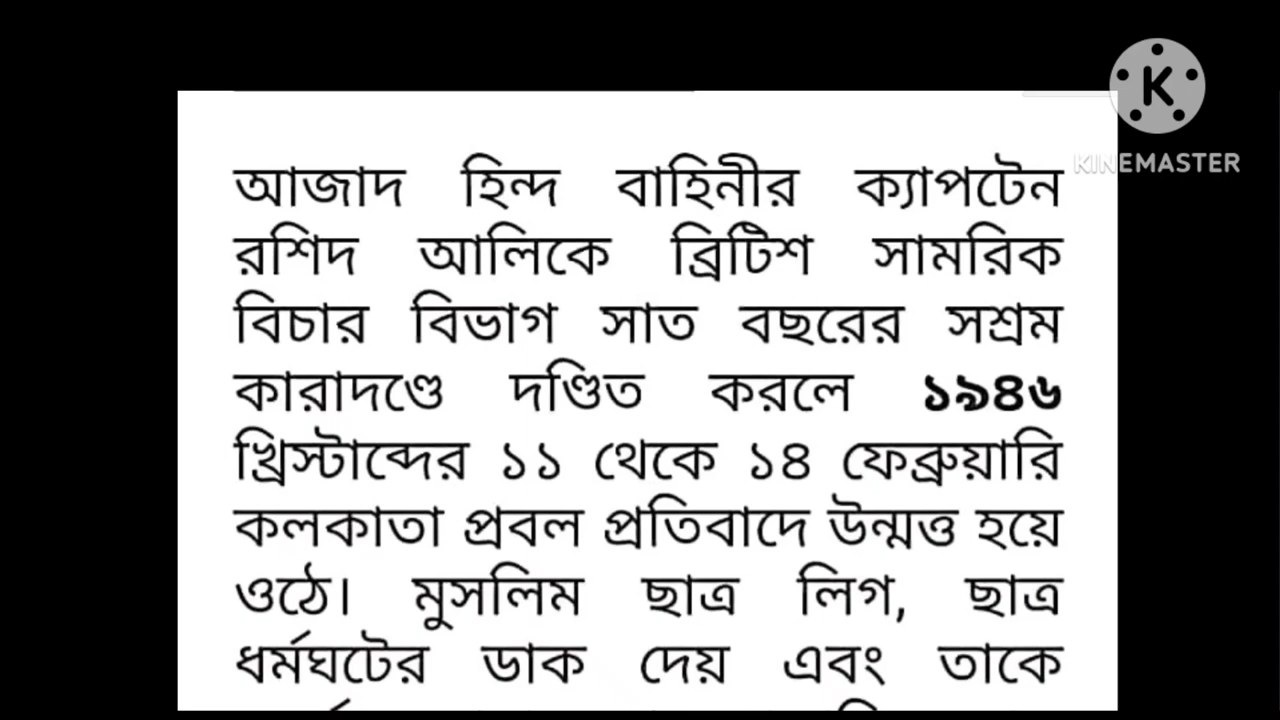 KINEMASTER
আজাদ হিন্দ বাহিনীর ক্যাপটেন
রশিদ আলিকে ব্রিটিশ সামরিক
বিচার বিভাগ সাত বছরের সশ্রম
কারাদণ্ডে দণ্ডিত করলে ১৯৪৬
খ্রিস্টাব্দের ১১ থেকে ১৪ ফেব্রুয়ারি
কলকাতা প্রবল প্রতিবাদে উন্মত্ত হয়ে
ওঠে। মুসলিম ছাত্র লিগ, ছাত্র
ধর্মঘটের ডাক দেয় এবং তাকে